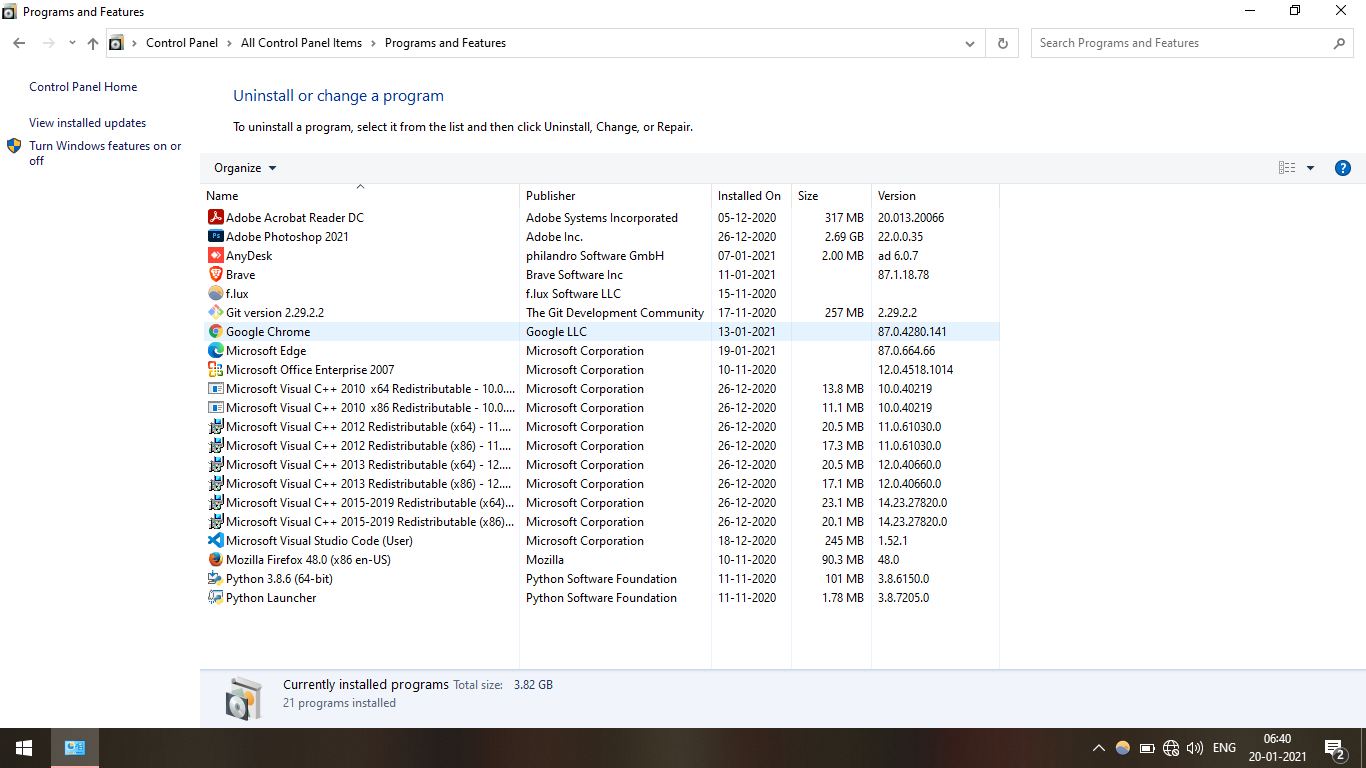 Programs and Features
Control Panel › All Control Panel Items › Programs and Features
Search Programs and Features
Control Panel Home
View installed updates
Turn Windows features on or
off
Uninstall or change a program
To uninstall a program, select it from the list and then click Uninstall, Change, or Repair.
Organize
Name Publisher Installed On Size Version
Adobe Acrobat Reader DC Adobe Systems Incorporated 05-12-2020 317 MB 20.013.20066
Ps Adobe Photoshop 2021 Adobe Inc. 26-12-2020 2.69 GB 22.0.0.35
AnyDesk philandro Software GmbH 07-01-2021 2.00 MB ad 6.0.7
Brave Brave Software Inc 11-01-2021 87.1.18.78
f.lux f.lux Software LLC 15-11-2020
Git version 2.29.2.2 The Git Development Community 17-11-2020 257 MB 2.29.2.2
Google Chrome Google LLC 13-01-2021 87.0.4280.141
Microsoft Edge Microsoft Corporation 19-01-2021 87.0.664.66
Microsoft Office Enterprise 2007 Microsoft Corporation 10-11-2020 12.0.4518.1014
Microsoft Visual C++ 2010 x64 Redistributable - 10.0.... Microsoft Corporation 26-12-2020 13.8 MB 10.0.40219
Microsoft Visual C++ 2010 x86 Redistributable - 10.0.... Microsoft Corporation 26-12-2020 11.1 MB 10.0.40219
Microsoft Visual C++ 2012 Redistributable (x64) - 11.... Microsoft Corporation 26-12-2020 20.5 MB 11.0.61030.0
Microsoft Visual C++ 2012 Redistributable (x86) - 11.... Microsoft Corporation 26-12-2020 17.3 MB 11.0.61030.0
Microsoft Visual C++ 2013 Redistributable (x64) - 12.... Microsoft Corporation 26-12-2020 20.5 MB 12.0.40660.0
Microsoft Visual C++ 2013 Redistributable (x86) - 12.... Microsoft Corporation 26-12-2020 17.1 MB 12.0.40660.0
Microsoft Visual C++ 2015-2019 Redistributable (x64)... Microsoft Corporation 26-12-2020 23.1 MB 14.23.27820.0
Microsoft Visual C++ 2015-2019 Redistributable (x86)... Microsoft Corporation 26-12-2020 20.1 MB 14.23.27820.0
Microsoft Visual Studio Code (User) Microsoft Corporation 18-12-2020 245 MB 1.52.1
Mozilla Firefox 48.0 (x86 en-US) Mozilla 10-11-2020 90.3 MB 48.0
Python 3.8.6 (64-bit) Python Software Foundation 11-11-2020 101 MB 3.8.6150.0
Python Launcher Python Software Foundation 11-11-2020 1.78 MB 3.8.7205.0
Currently installed programs Total size: 3.82 GB
21 programs installed
ENG
06:40
20-01-2021
2